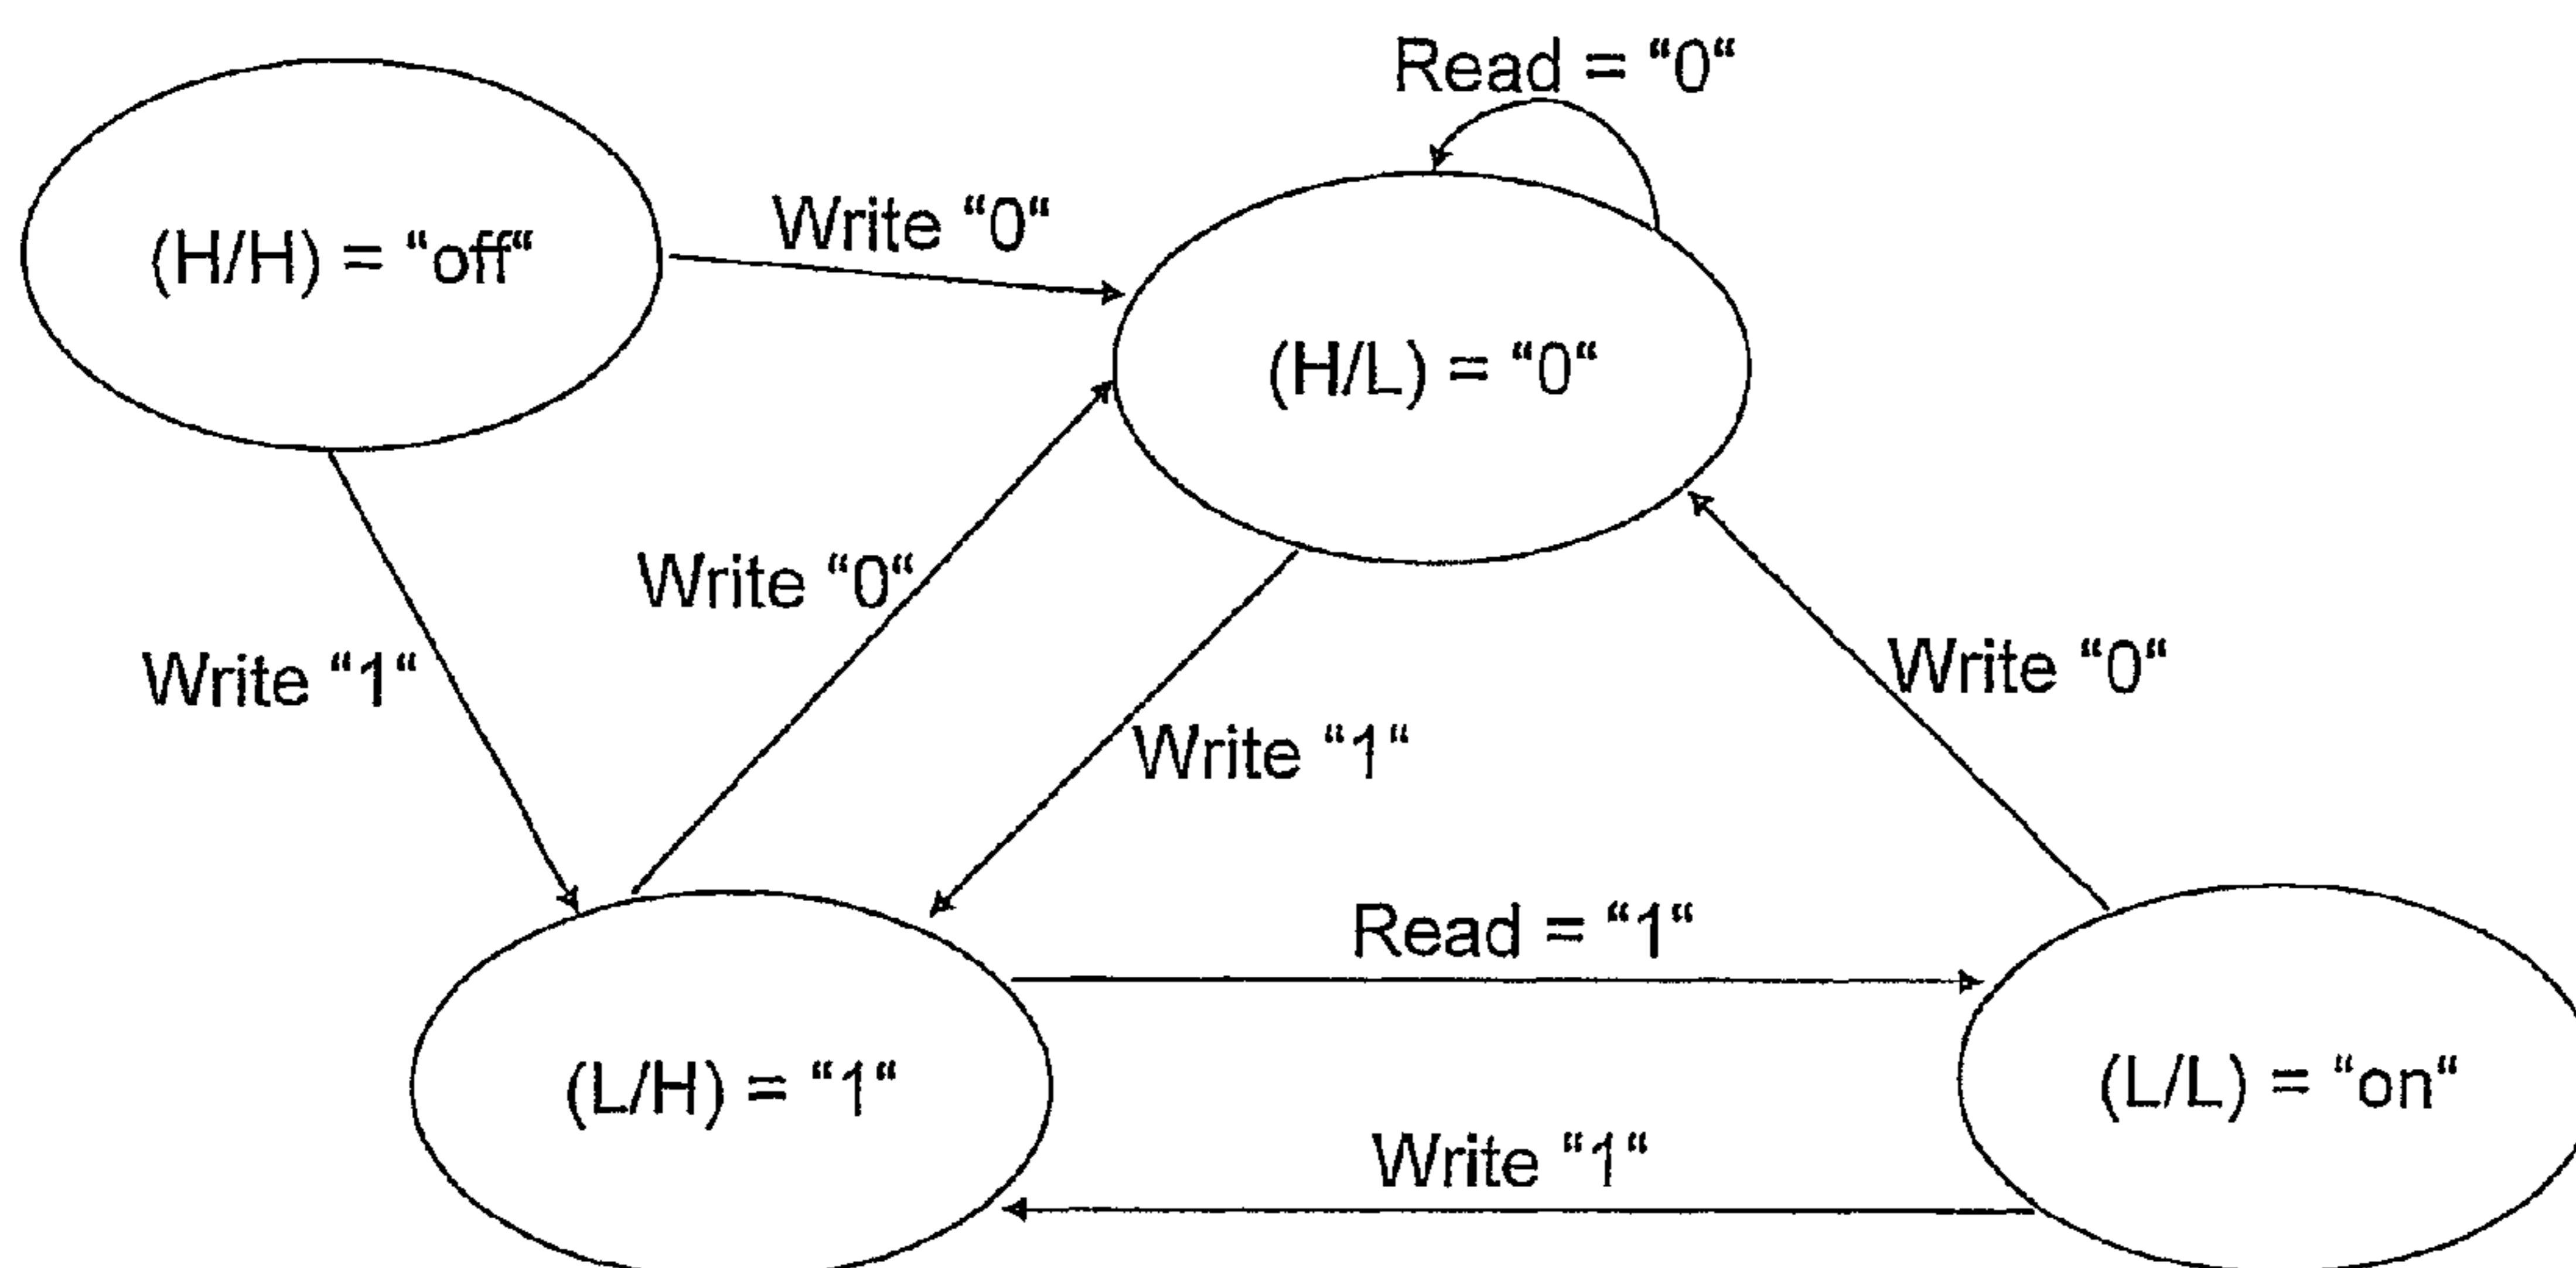 Read = “0“
Write “0“
(H/H) = “off“
(H/L) = “0“
Write “0“
Write “1“
Write “0“
Write “1“
Read = “1“
(L/H) = “1“
(L/L) = “on“
Write “1“